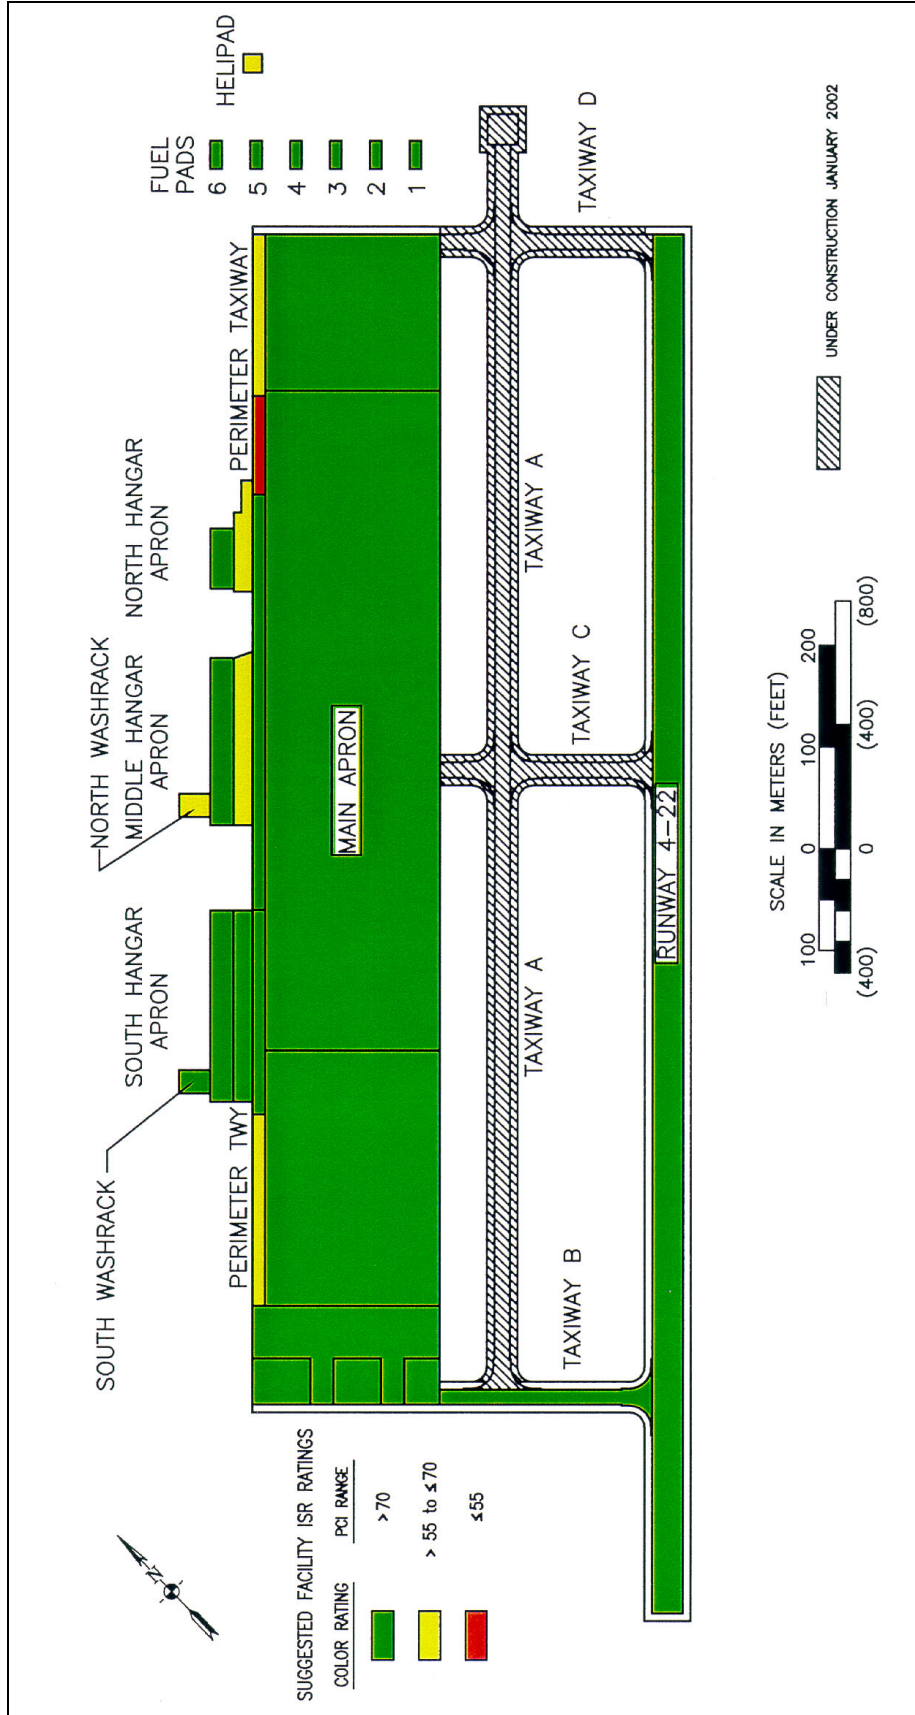 SOUTH WASHRACK
SOUTH HANGAR
APRON
NORTH WASHRACK
MIDDLE HANGAR
APRON
NORTH HANGAR
APRON
PERIMETER TWY
PERIMETER TAXIWAY
FUEL
PADS
6
5
4
3
2
1
HELIPAD
MAIN APRON
TAXIWAY A
TAXIWAY A
TAXIWAY B
TAXIWAY C
TAXIWAY D
RUNWAY 4-22
N
SUGGESTED FACILITY ISR RATINGS
COLOR RATING PCI RANGE
>70
> 55 to ≤70
≤55
SCALE IN METERS (FEET)
100 0 100 200
(400) 0 (400) (800)
UNDER CONSTRUCTION JANUARY 2002